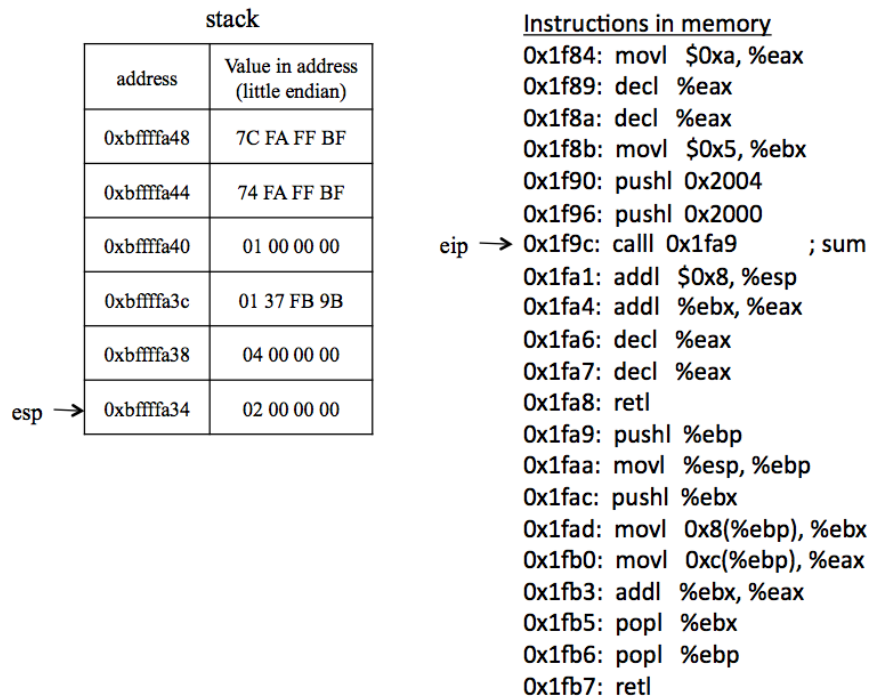 stack
address Value in address (little endian)
0xbffffa48 7C FA FF BF
0xbffffa44 74 FA FF BF
0xbffffa40 01 00 00 00
0xbffffa3c 01 37 FB 9B
0xbffffa38 04 00 00 00
esp → 0xbffffa34 02 00 00 00
Instructions in memory
0x1f84: movl $0xa, %eax
0x1f89: decl %eax
0x1f8a: decl %eax
0x1f8b: movl $0x5, %ebx
0x1f90: pushl 0x2004
0x1f96: pushl 0x2000
eip → 0x1f9c: calll 0x1fa9 ; sum
0x1fa1: addl $0x8, %esp
0x1fa4: addl %ebx, %eax
0x1fa6: decl %eax
0x1fa7: decl %eax
0x1fa8: retl
0x1fa9: pushl %ebp
0x1faa: movl %esp, %ebp
0x1fac: pushl %ebx
0x1fad: movl 0x8(%ebp), %ebx
0x1fb0: movl 0xc(%ebp), %eax
0x1fb3: addl %ebx, %eax
0x1fb5: popl %ebx
0x1fb6: popl %ebp
0x1fb7: retl